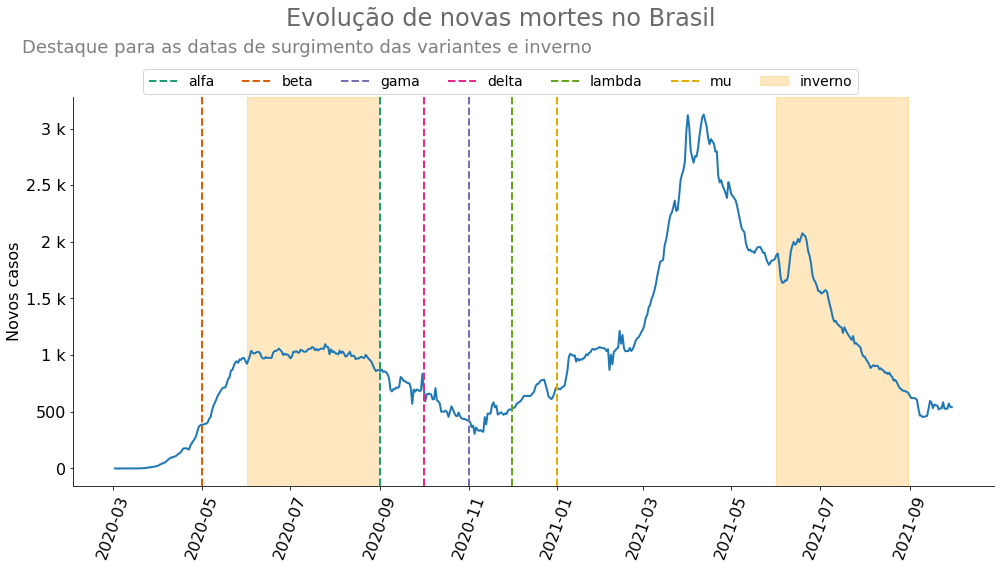 Evolução de novas mortes no Brasil
Destaque para as datas de surgimento das variantes e inverno
alfa beta gama delta lambda mu inverno
Novos casos
3 k
2.5 k
2 k
1.5 k
1 k
500
0
2020-03 2020-05 2020-07 2020-09 2020-11 2021-01 2021-03 2021-05 2021-07 2021-09